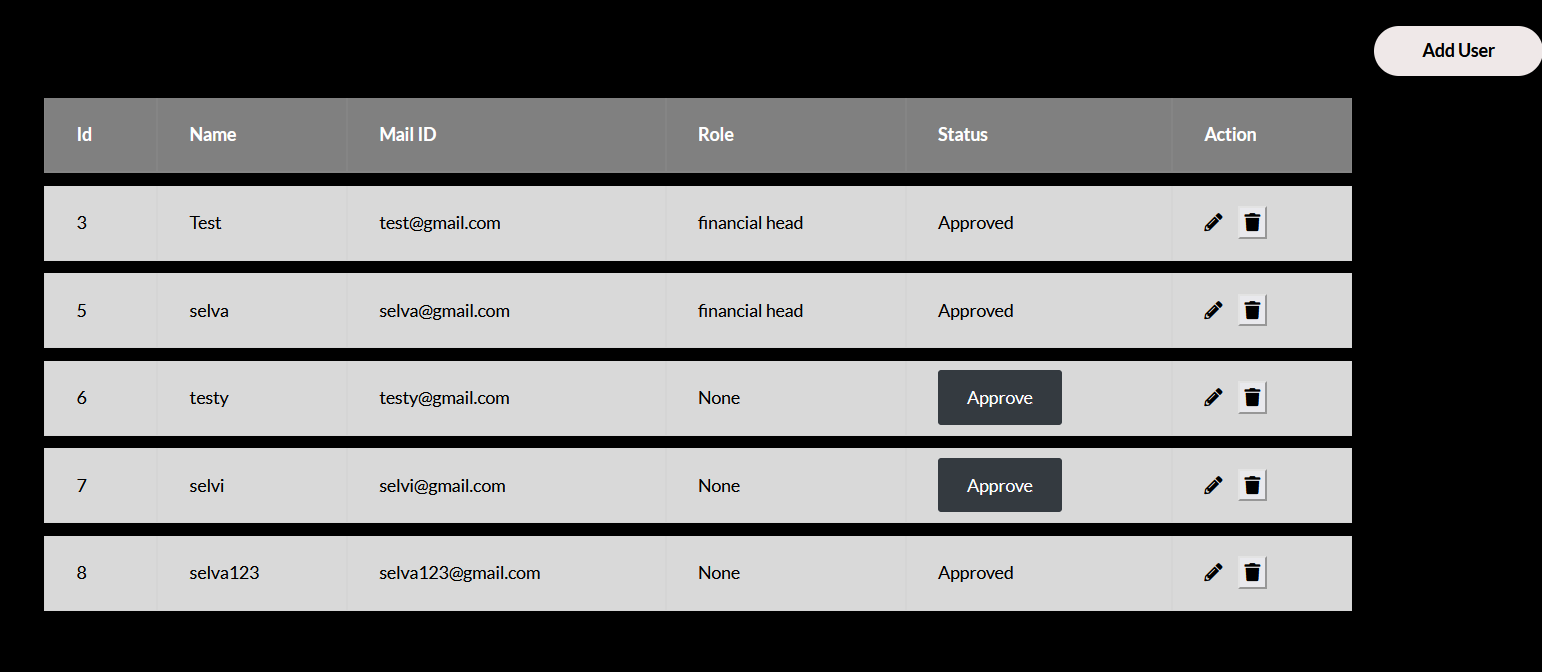 Add User
Id Name Mail ID Role Status Action
3 Test test@gmail.com financial head Approved
5 selva selva@gmail.com financial head Approved
6 testy testy@gmail.com None Approve
7 selvi selvi@gmail.com None Approve
8 selva123 selva123@gmail.com None Approved